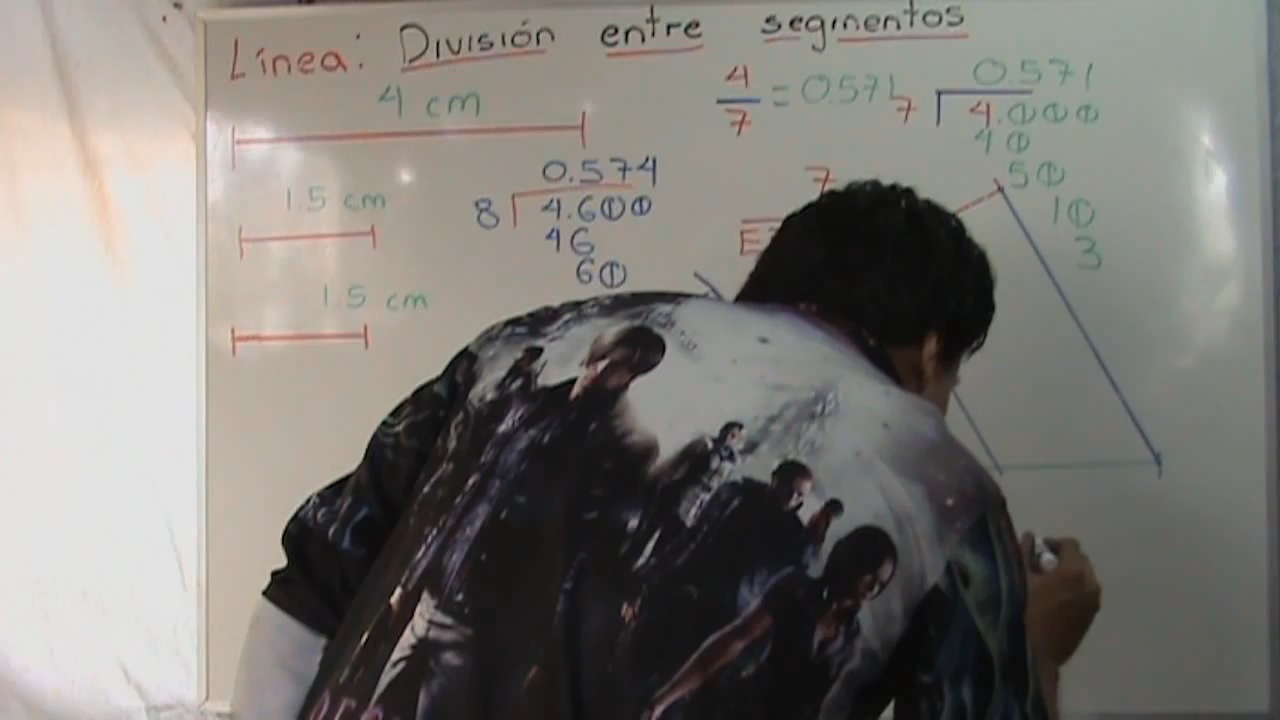 Línea: División entre segmentos
4 cm
1.5 cm
1.5 cm
0.574
8 4.600
46
60
4/7 = 0.571
0.571
7 4.000
40
50
10
3
7